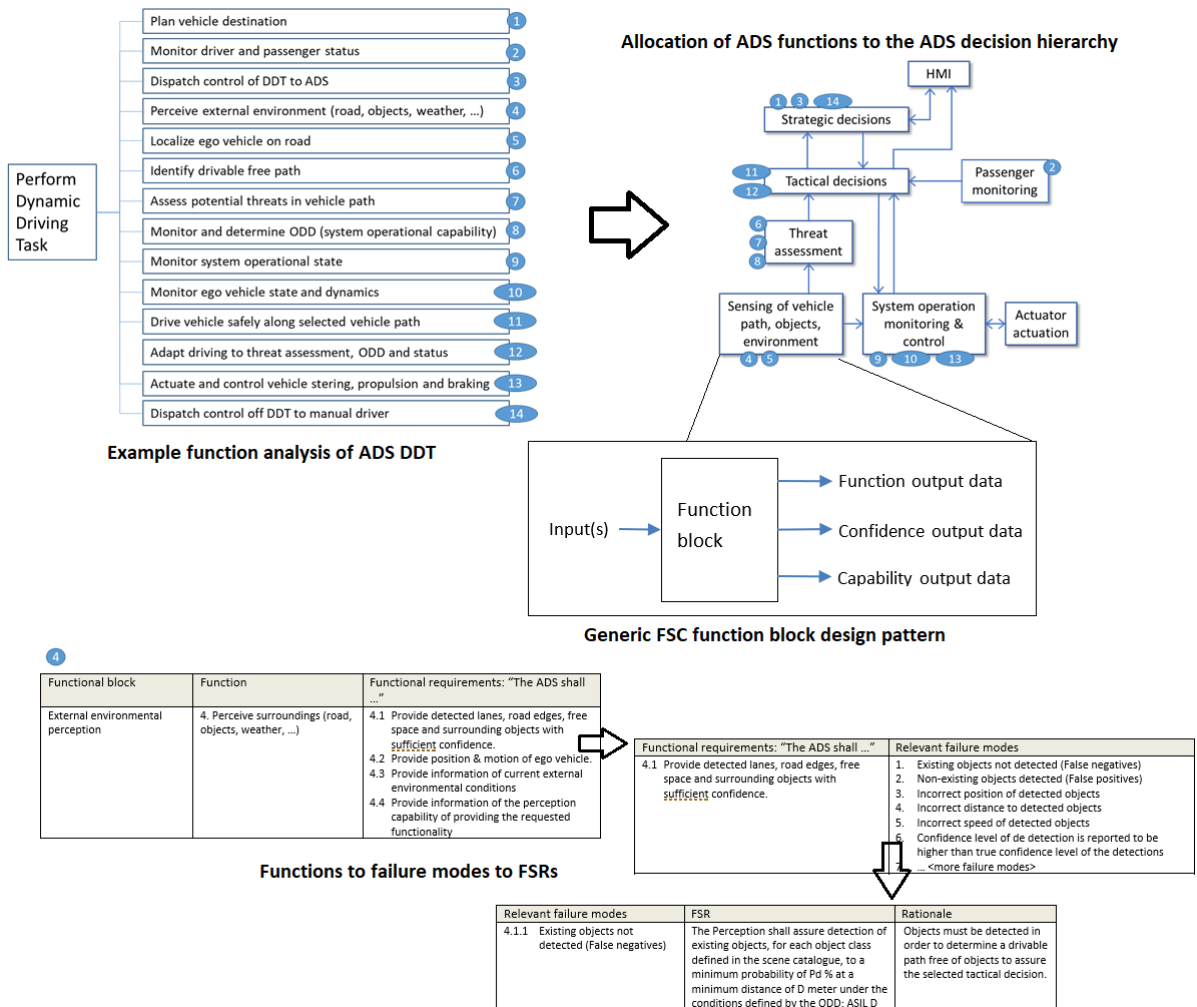 Plan vehicle destination 1
Monitor driver and passenger status 2
Dispatch control of DDT to ADS 3
Perceive external environment (road, objects, weather, ...) 4
Localize ego vehicle on road 5
Identify drivable free path 6
Assess potential threats in vehicle path 7
Monitor and determine ODD (system operational capability) 8
Monitor system operational state 9
Monitor ego vehicle state and dynamics 10
Drive vehicle safely along selected vehicle path 11
Adapt driving to threat assessment, ODD and status 12
Actuate and control vehicle stering, propulsion and braking 13
Dispatch control off DDT to manual driver 14
Perform
Dynamic
Driving
Task
Example function analysis of ADS DDT
Allocation of ADS functions to the ADS decision hierarchy
HMI
1 3 14
Strategic decisions
11
12
Tactical decisions
Passenger
monitoring
2
6
7
8
Threat
assessment
Sensing of vehicle
path, objects,
environment
4 5
System operation
monitoring &
control
9 10 13
Actuator
actuation
Input(s)
Function
block
Function output data
Confidence output data
Capability output data
Generic FSC function block design pattern
4
Functional block
Function
Functional requirements: "The ADS shall
..."
External environmental
perception
4. Perceive surroundings (road,
objects, weather, ...)
4.1 Provide detected lanes, road edges, free
space and surrounding objects with
sufficient confidence.
4.2 Provide position & motion of ego vehicle.
4.3 Provide information of current external
environmental conditions
4.4 Provide information of the perception
capability of providing the requested
functionality
Functions to failure modes to FSRs
Functional requirements: "The ADS shall ..."
Relevant failure modes
4.1 Provide detected lanes, road edges, free
space and surrounding objects with
sufficient confidence.
1. Existing objects not detected (False negatives)
2. Non-existing objects detected (False positives)
3. Incorrect position of detected objects
4. Incorrect distance to detected objects
5. Incorrect speed of detected objects
6. Confidence level of de detection is reported to be
higher than true confidence level of the detections
7. ... <more failure modes>
Relevant failure modes
FSR
Rationale
4.1.1 Existing objects not
detected (False negatives)
The Perception shall assure detection of
existing objects, for each object class
defined in the scene catalogue, to a
minimum probability of Pd % at a
minimum distance of D meter under the
conditions defined by the ODD: ASIL D
Objects must be detected in
order to determine a drivable
path free of objects to assure
the selected tactical decision.